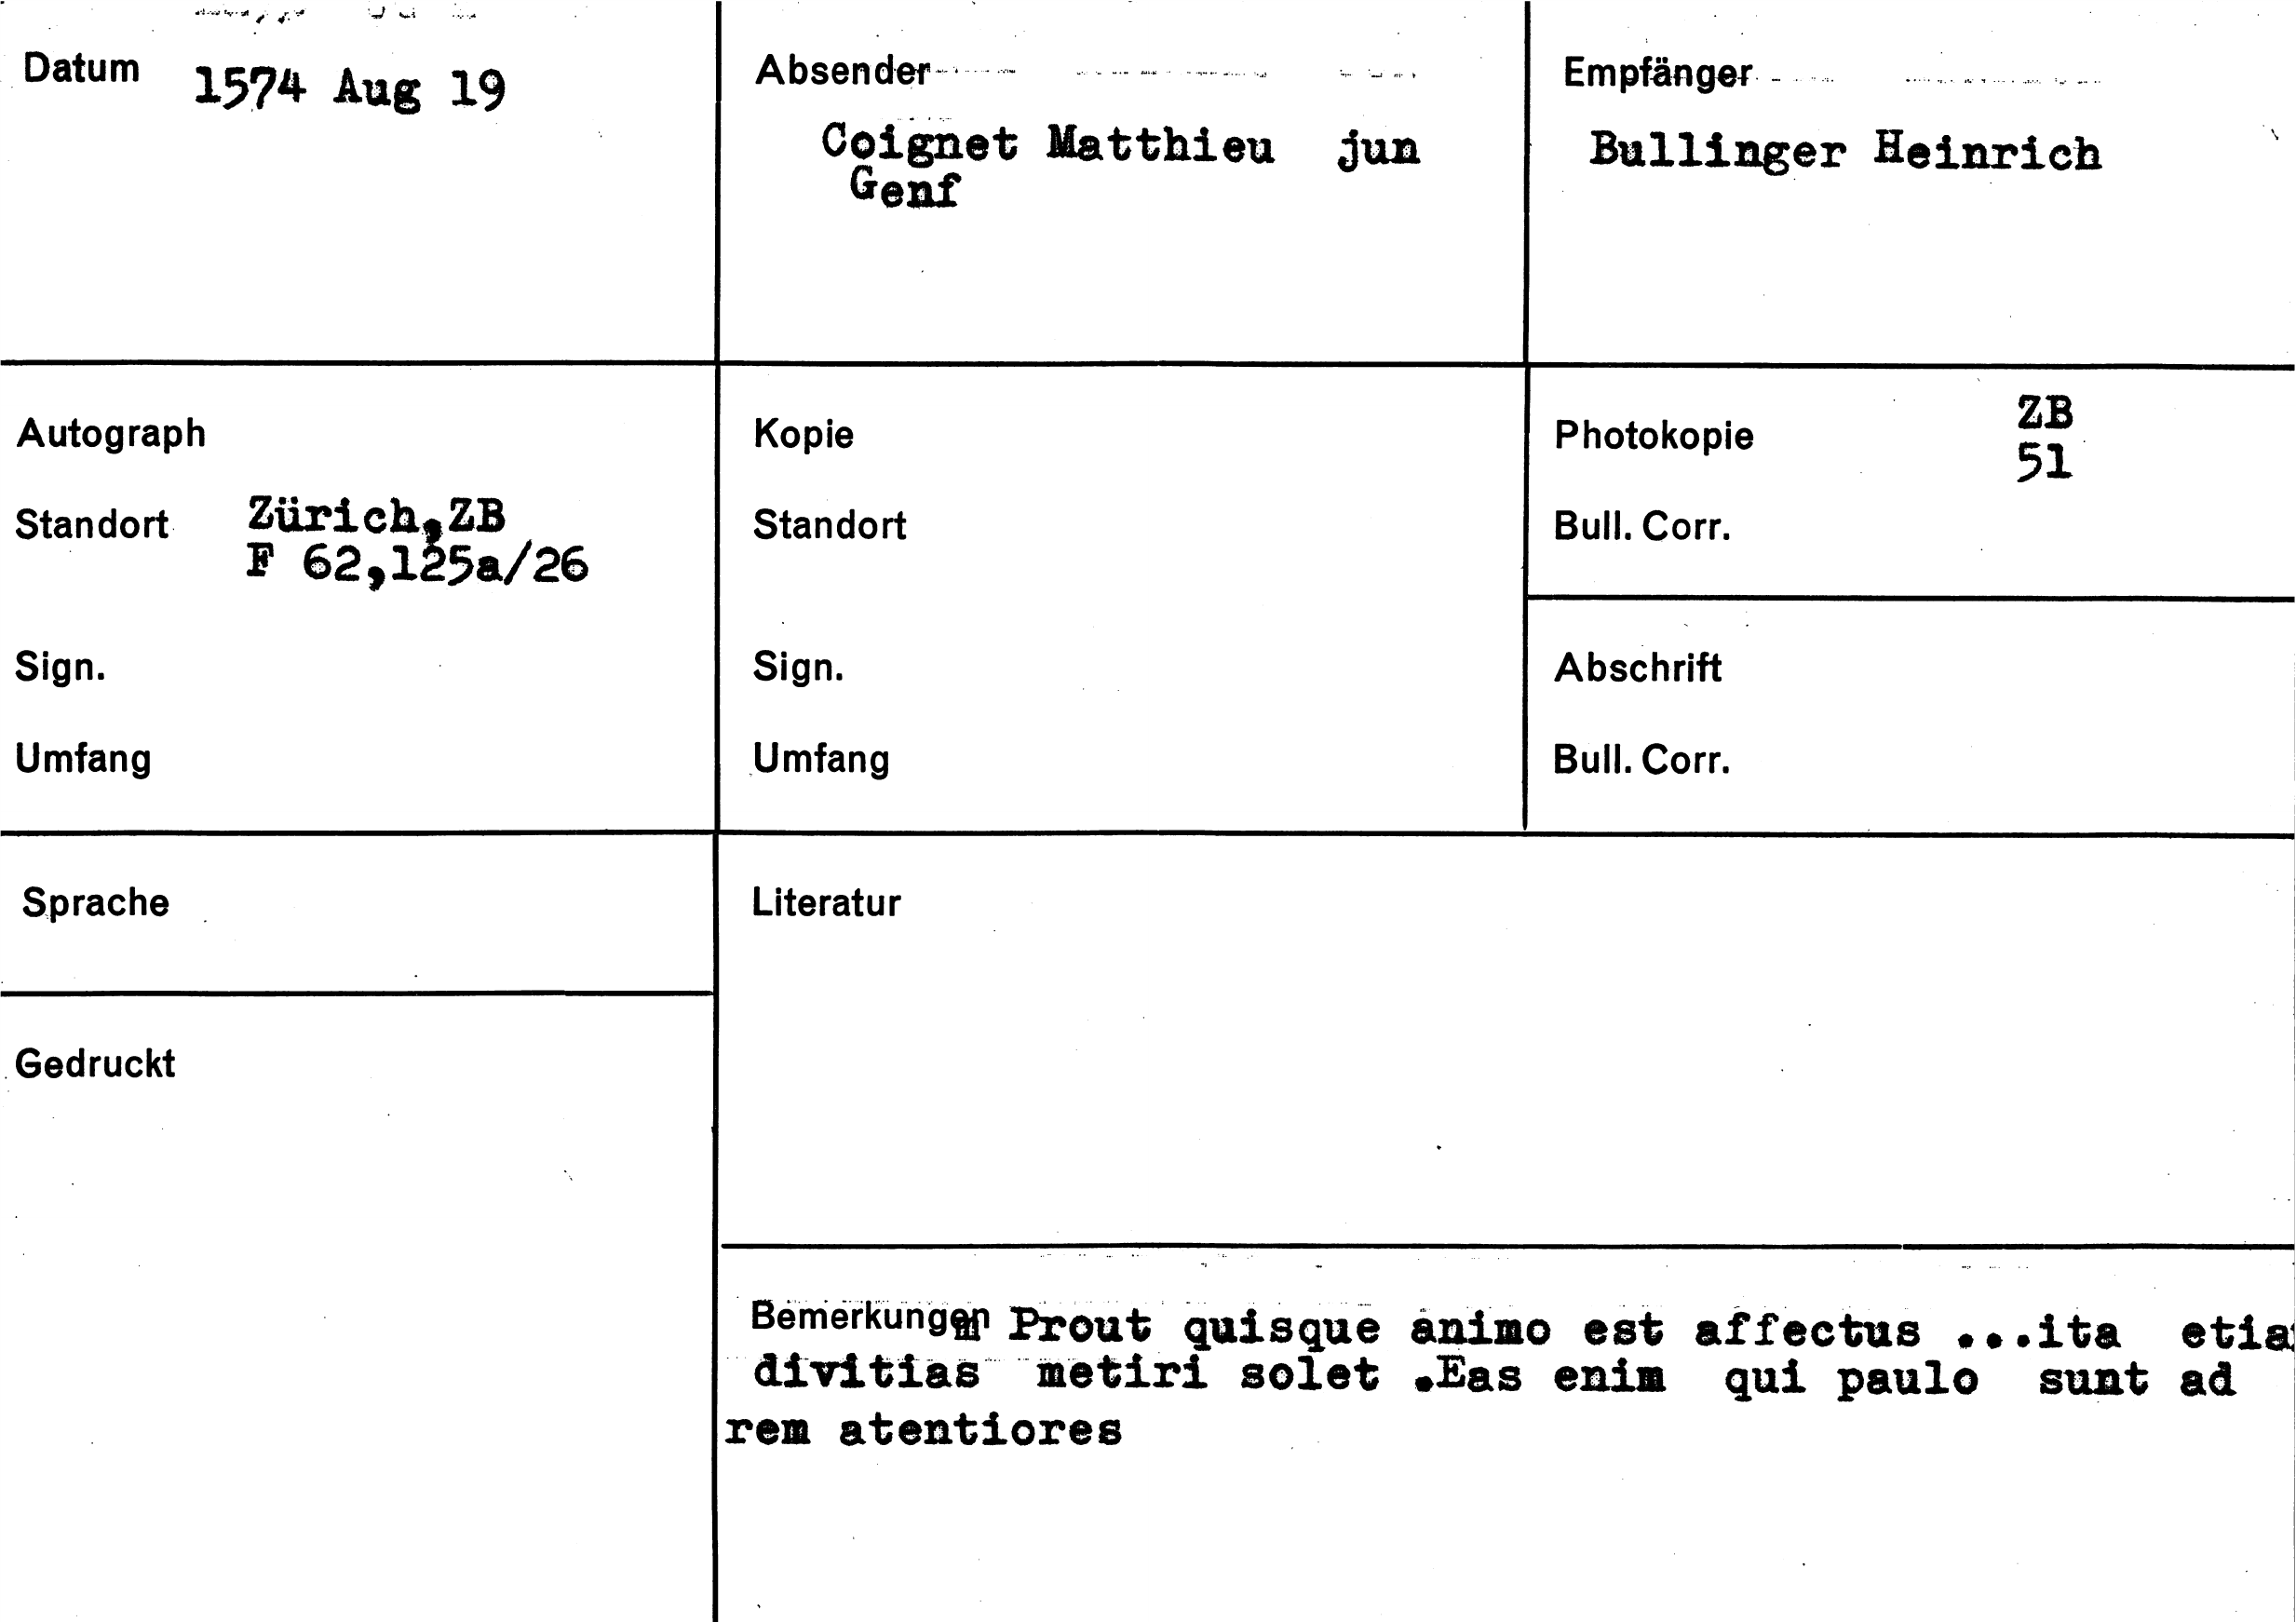 Datum 1574 Aug 19
Absender
Coignet Matthieu jun
Genf
Empfänger
Bullinger Heinrich
Autograph
Standort Zürich,ZB
F 62,125a/26
Sign.
Umfang
Kopie
Standort
Sign.
Umfang
Photokopie ZB
51
Bull. Corr.
Abschrift
Bull. Corr.
Sprache
Gedruckt
Literatur
Bemerkungen Prout quisque animo est affectus ...ita etia
divitias metiri solet .Eas enim qui paulo sunt ad
rem atentiores